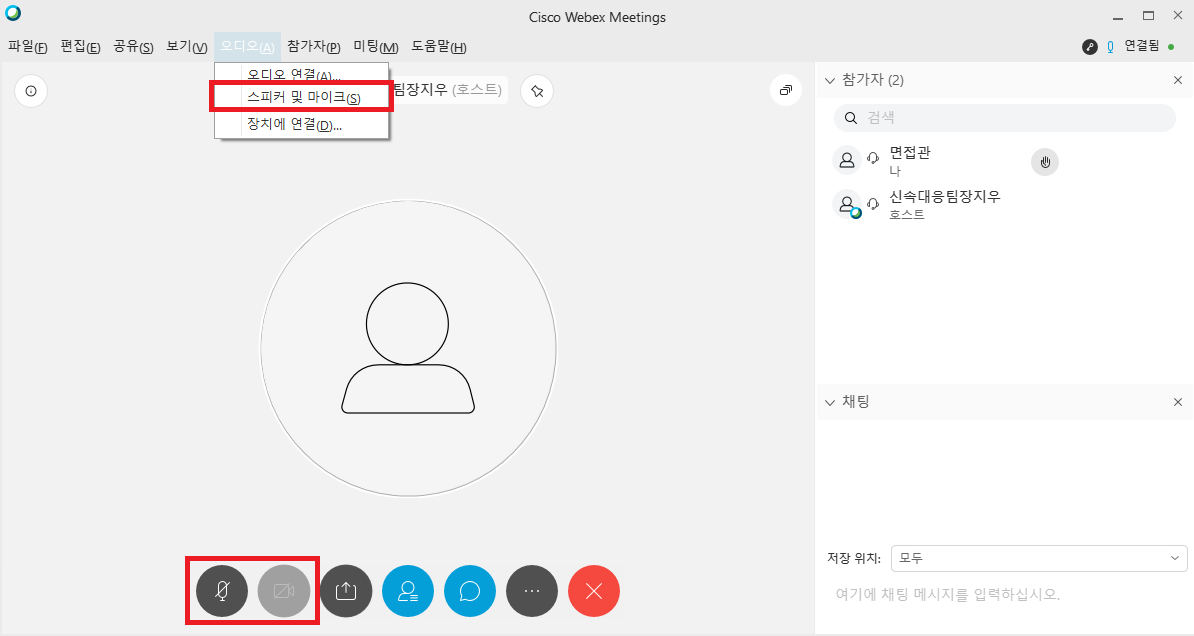 Cisco Webex Meetings
파일(F) 편집(E) 공유(S) 보기(V) 오디오(A) 참가자(P) 미팅(M) 도움말(H)
연결됨
오디오 연결(A)...
스피커 및 마이크(S)
장치에 연결(D)...
팀장지우 (호스트)
참가자 (2)
검색
면접관
나
신속대응팀장지우
호스트
채팅
저장 위치: 모두
여기에 채팅 메시지를 입력하십시오.